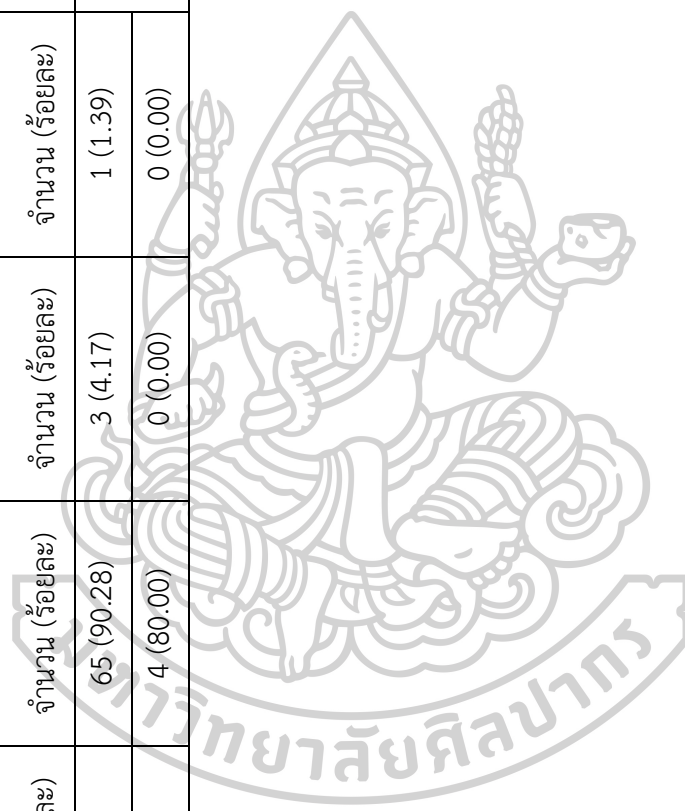 ละ) จำนวน (ร้อยละ) จำนวน (ร้อยละ) จำนวน (ร้อยละ)
65 (90.28) 3 (4.17) 1 (1.39)
4 (80.00) 0 (0.00) 0 (0.00)
มหาวิทยาลัยศิลปากร